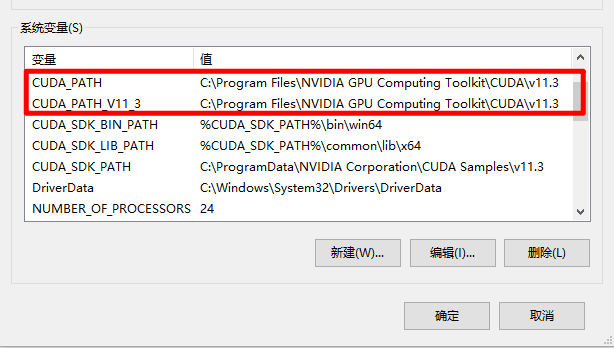 系统变量(S)
变量 值
CUDA_PATH C:\Program Files\NVIDIA GPU Computing Toolkit\CUDA\v11.3
CUDA_PATH_V11_3 C:\Program Files\NVIDIA GPU Computing Toolkit\CUDA\v11.3
CUDA_SDK_BIN_PATH %CUDA_SDK_PATH%\bin\win64
CUDA_SDK_LIB_PATH %CUDA_SDK_PATH%\common\lib\x64
CUDA_SDK_PATH C:\ProgramData\NVIDIA Corporation\CUDA Samples\v11.3
DriverData C:\Windows\System32\Drivers\DriverData
NUMBER_OF_PROCESSORS 24
新建(W)... 编辑(I)... 删除(L)
确定 取消